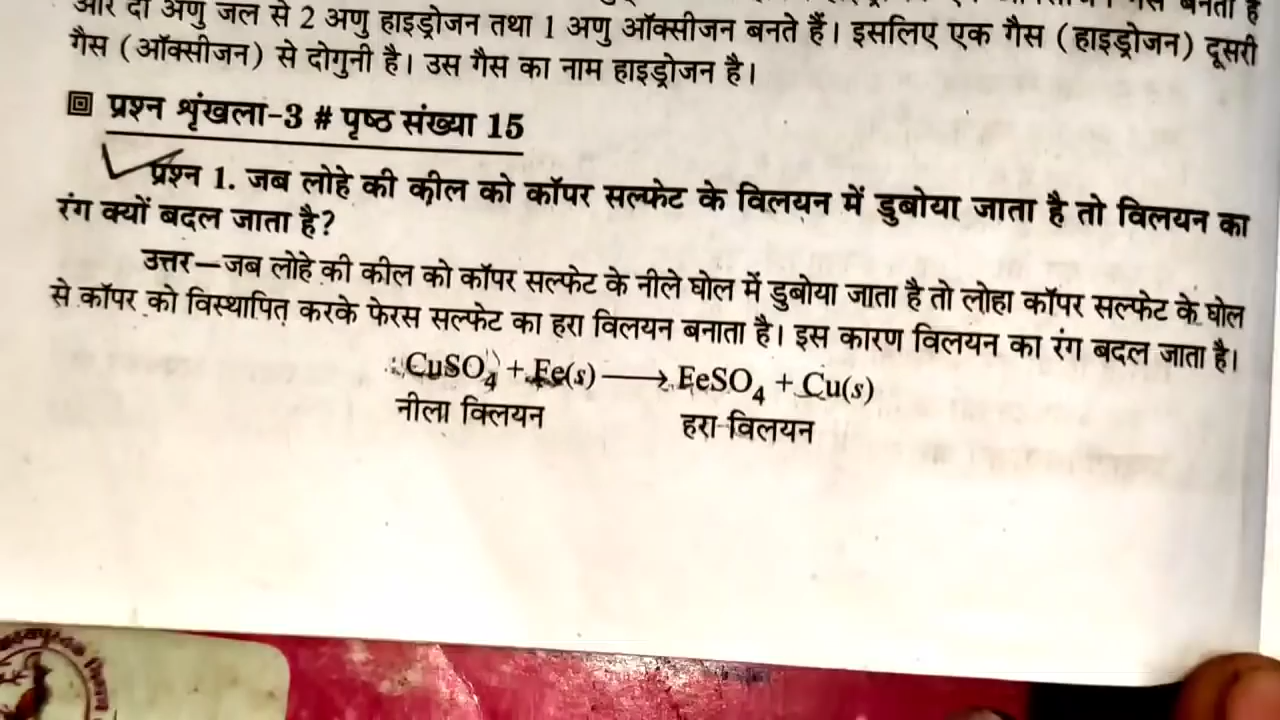 और दो अणु जल से 2 अणु हाइड्रोजन तथा 1 अणु ऑक्सीजन बनते हैं। इसलिए एक गैस (हाइड्रोजन) दूसरी
गैस (ऑक्सीजन) से दोगुनी है। उस गैस का नाम हाइड्रोजन है।
प्रश्न शृंखला-3 # पृष्ठ संख्या 15
प्रश्न 1. जब लोहे की कील को कॉपर सल्फेट के विलयन में डुबोया जाता है तो विलयन का
रंग क्यों बदल जाता है?
उत्तर—जब लोहे की कील को कॉपर सल्फेट के नीले घोल में डुबोया जाता है तो लोहा कॉपर सल्फेट के घोल
से कॉपर को विस्थापित करके फेरस सल्फेट का हरा विलयन बनाता है। इस कारण विलयन का रंग बदल जाता है।
CuSO₄ + Fe(s) ⟶ FeSO₄ + Cu(s)
नीला विलयन हरा विलयन